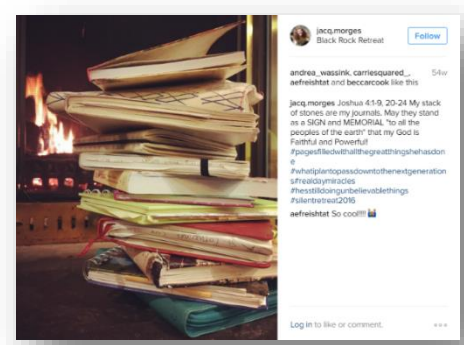 jacq.morges
Black Rock Retreat
Follow
andrea_wassink, carriesquared_,
aefreishtat and beccarcook like this
54w
jacq.morges Joshua 4:1-9, 20-24 My stack
of stones are my journals. May they stand
as a SIGN and MEMORIAL "to all the
peoples of the earth" that my God is
Faithful and Powerful!
#pagesfilledwithallthegreatthingshehasdon
e
#whatiplantopassdowntothenextgeneration
s#realdaymiracles
#hesstilldoingunbelievablethings
#silentretreat2016
aefreishtat So cool!!!! 🙌
Log in to like or comment.